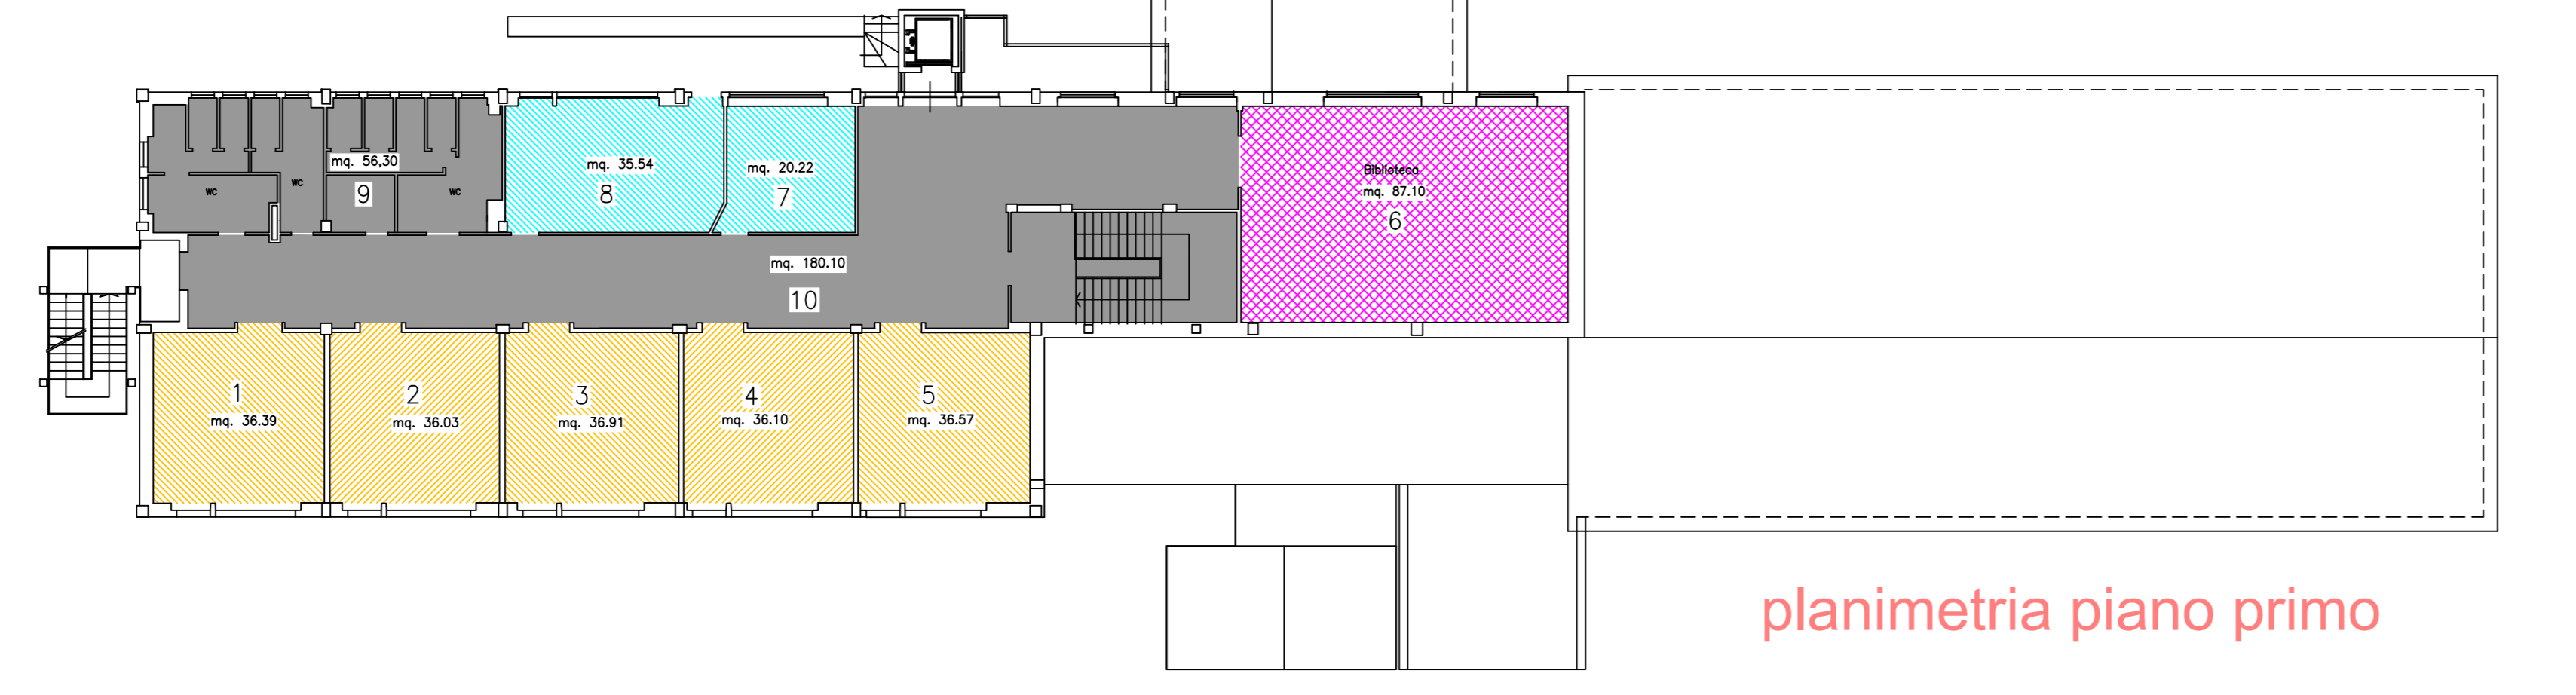 mq. 56,30
WC
WC
9
WC
mq. 35.54
8
mq. 20.22
7
Biblioteca
mq. 87.10
6
mq. 180.10
10
1
mq. 36.39
2
mq. 36.03
3
mq. 36.91
4
mq. 36.10
5
mq. 36.57
planimetria piano primo